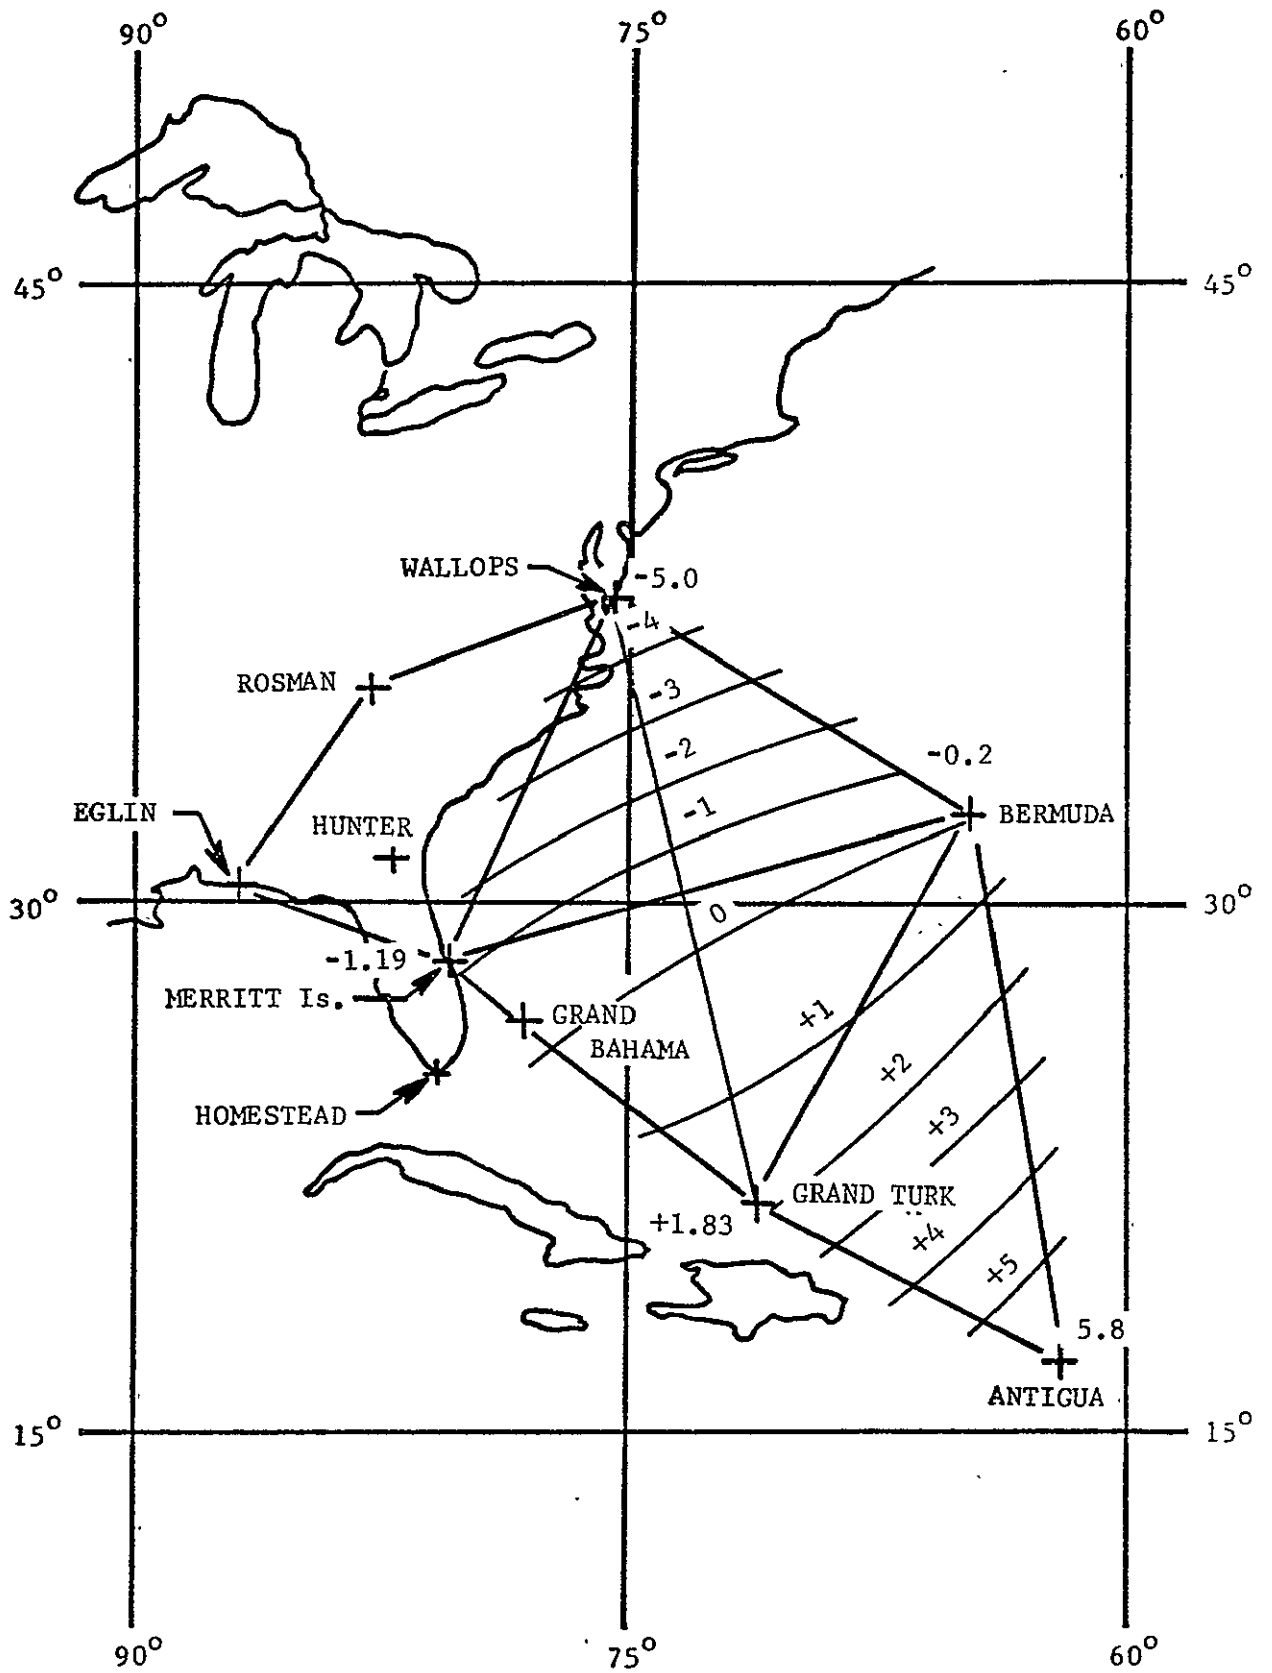 90° 75° 60°
45° 45°
WALLOPS
-5.0
-4
ROSMAN
-3
-2
-0.2
EGLIN
-1
BERMUDA
HUNTER
30° 30°
0
-1.19
MERRITT Is.
GRAND
BAHAMA
+1
+2
HOMESTEAD
+3
GRAND TURK
+1.83
+4
+5
5.8
ANTIGUA
15° 15°
90° 75° 60°